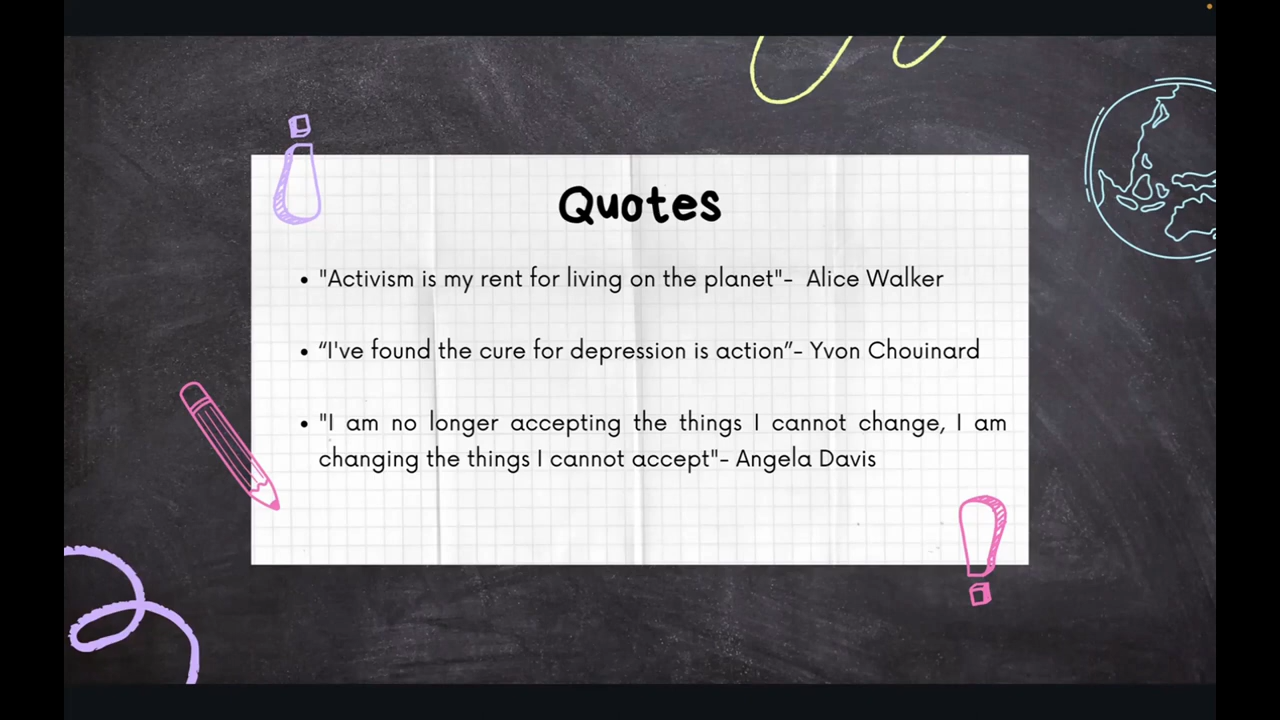 Quotes
• "Activism is my rent for living on the planet"-  Alice Walker
• “I've found the cure for depression is action”- Yvon Chouinard
• "I am no longer accepting the things I cannot change, I am
changing the things I cannot accept"- Angela Davis